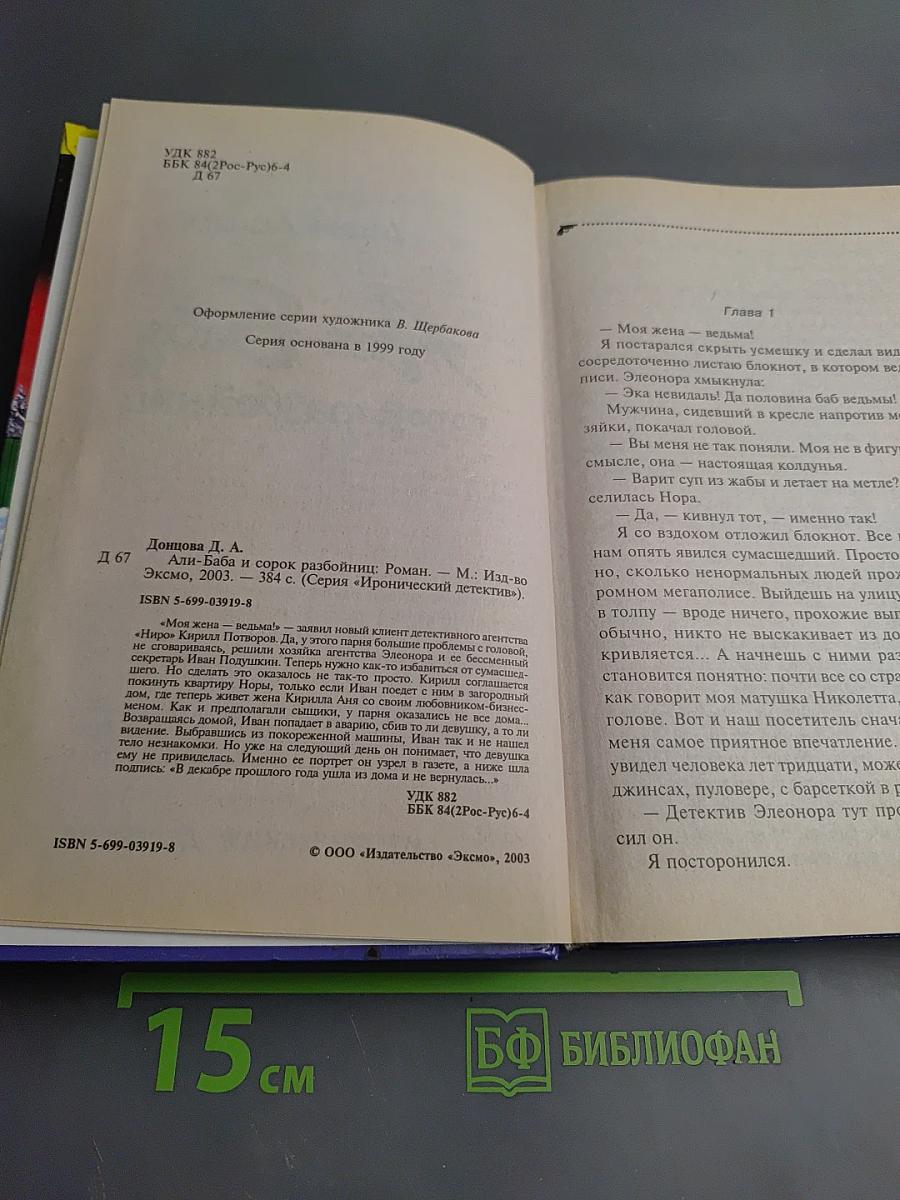 УДК 882
ББК 84(2Рос-Рус)6-4
Д 67
Оформление серии художника В. Щербакова
Серия основана в 1999 году
Донцова Д. А.
Д 67 Али-Баба и сорок разбойниц: Роман. — М.: Изд-во
Эксмо, 2003. — 384 с. (Серия «Иронический детектив»).
ISBN 5-699-03919-8
«Моя жена — ведьма!» — заявил новый клиент детективного агентства
«Ниро» Кирилл Потворов. Да, у этого парня большие проблемы с головой,
не сговариваясь, решили хозяйка агентства Элеонора и ее бессменный
секретарь Иван Подушкин. Теперь нужно как-то избавиться от сумасшед-
шего. Но сделать это оказалось не так-то просто. Кирилл соглашается
покинуть квартиру Норы, только если Иван поедет с ним в загородный
дом, где теперь живет жена Кирилла Аня со своим любовником-бизнес-
меном. Как и предполагали сыщики, у парня оказались не все дома...
Возвращаясь домой, Иван попадает в аварию, сбив то ли девушку, а то ли
видение. Выбравшись из покореженной машины, Иван так и не нашел
тело незнакомки. Но уже на следующий день он понимает, что девушка
ему не привиделась. Именно ее портрет он узрел в газете, а ниже шла
подпись: «В декабре прошлого года ушла из дома и не вернулась...»
УДК 882
ББК 84(2Рос-Рус)6-4
ISBN 5-699-03919-8
© ООО «Издательство «Эксмо», 2003
Глава 1
— Моя жена — ведьма!
Я постарался скрыть усмешку и сделал вид
сосредоточенно листаю блокнот, в котором ве
писи. Элеонора хмыкнула:
— Эка невидаль! Да половина баб ведьмы!
Мужчина, сидевший в кресле напротив м
зяйки, покачал головой.
— Вы меня не так поняли. Моя не в фигу
смысле, она — настоящая колдунья.
— Варит суп из жабы и летает на метле?
селилась Нора.
— Да, — кивнул тот, — именно так!
Я со вздохом отложил блокнот. Все
нам опять явился сумасшедший. Просто
но, сколько ненормальных людей про
ромном мегаполисе. Выйдешь на улицу
в толпу — вроде ничего, прохожие выг
обычно, никто не выскакивает из до
кривляется... А начнешь с ними раз
становится понятно: почти все со стра
как говорит моя матушка Николетта,
голове. Вот и наш посетитель снача
меня самое приятное впечатление.
увидел человека лет тридцати, може
джинсах, пуловере, с барсеткой в р
— Детектив Элеонора тут про
сил он.
Я посторонился.
15 см
БФ БИБЛИОФАН